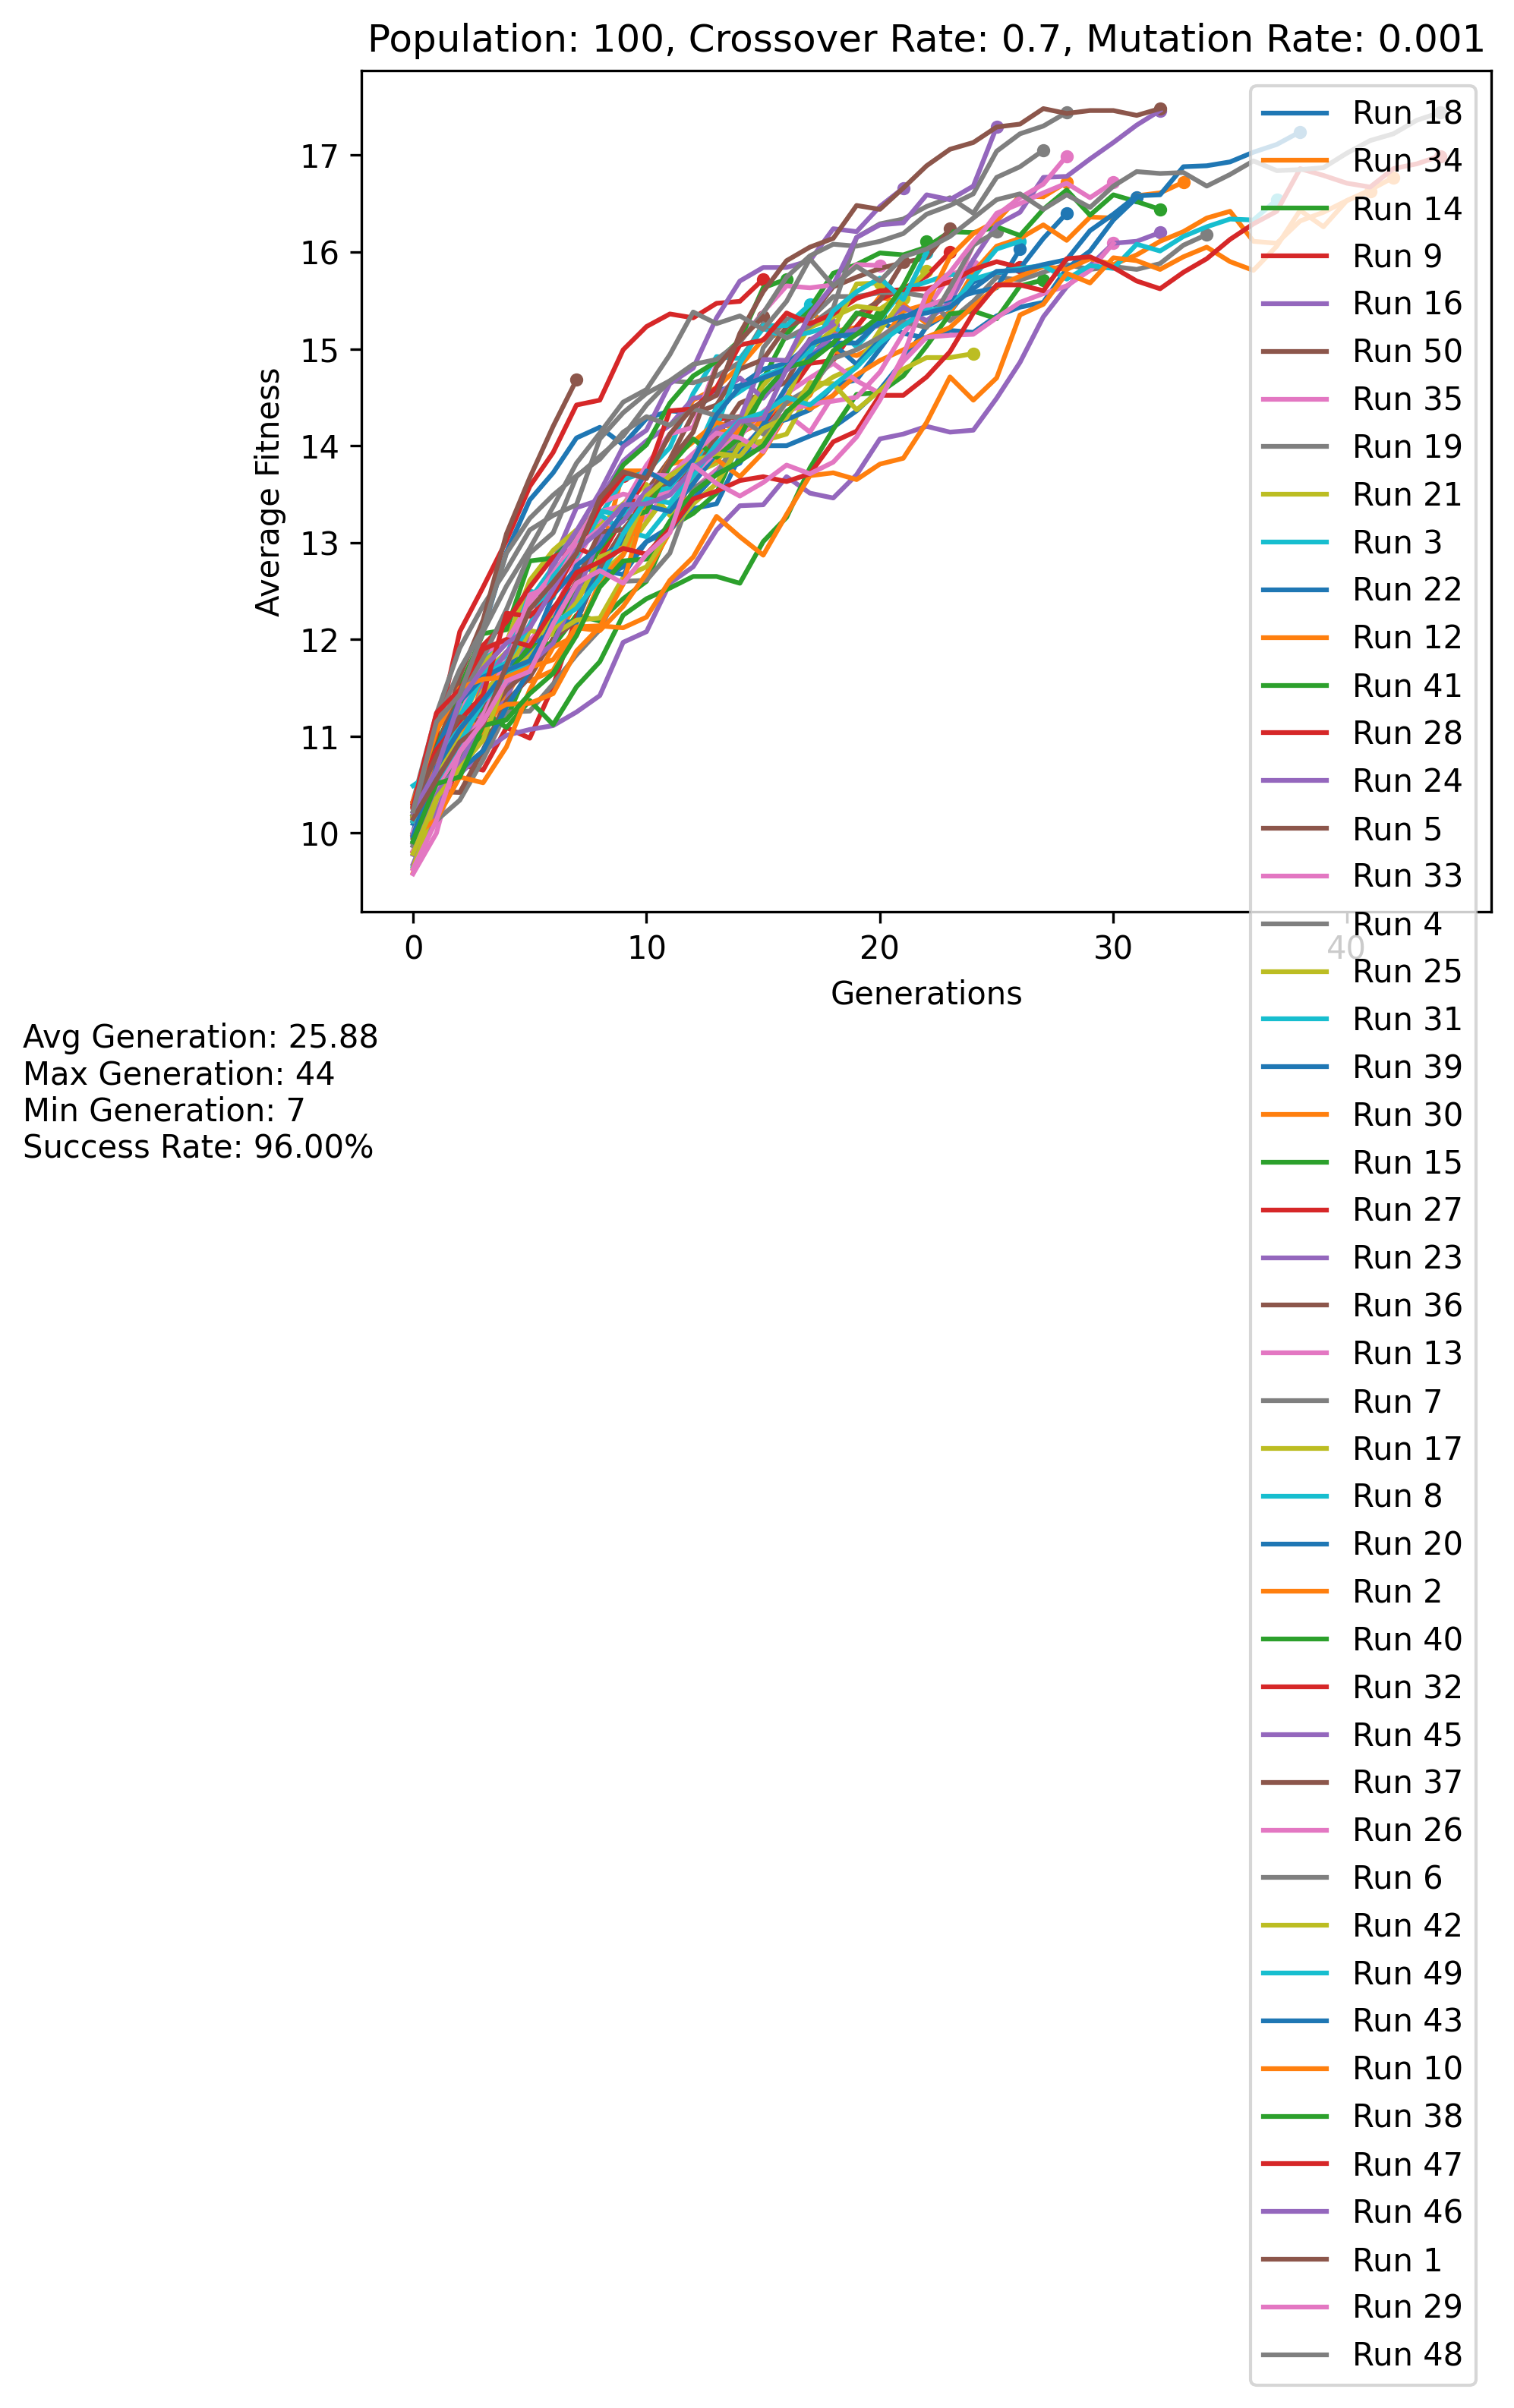 Population: 100, Crossover Rate: 0.7, Mutation Rate: 0.001
Average Fitness
17
16
15
14
13
12
11
10
0
10
20
30
40
Generations
Run 18
Run 34
Run 14
Run 9
Run 16
Run 50
Run 35
Run 19
Run 21
Run 3
Run 22
Run 12
Run 41
Run 28
Run 24
Run 5
Run 33
Run 4
Run 25
Run 31
Run 39
Run 30
Run 15
Run 27
Run 23
Run 36
Run 13
Run 7
Run 17
Run 8
Run 20
Run 2
Run 40
Run 32
Run 45
Run 37
Run 26
Run 6
Run 42
Run 49
Run 43
Run 10
Run 38
Run 47
Run 46
Run 1
Run 29
Run 48
Avg Generation: 25.88
Max Generation: 44
Min Generation: 7
Success Rate: 96.00%